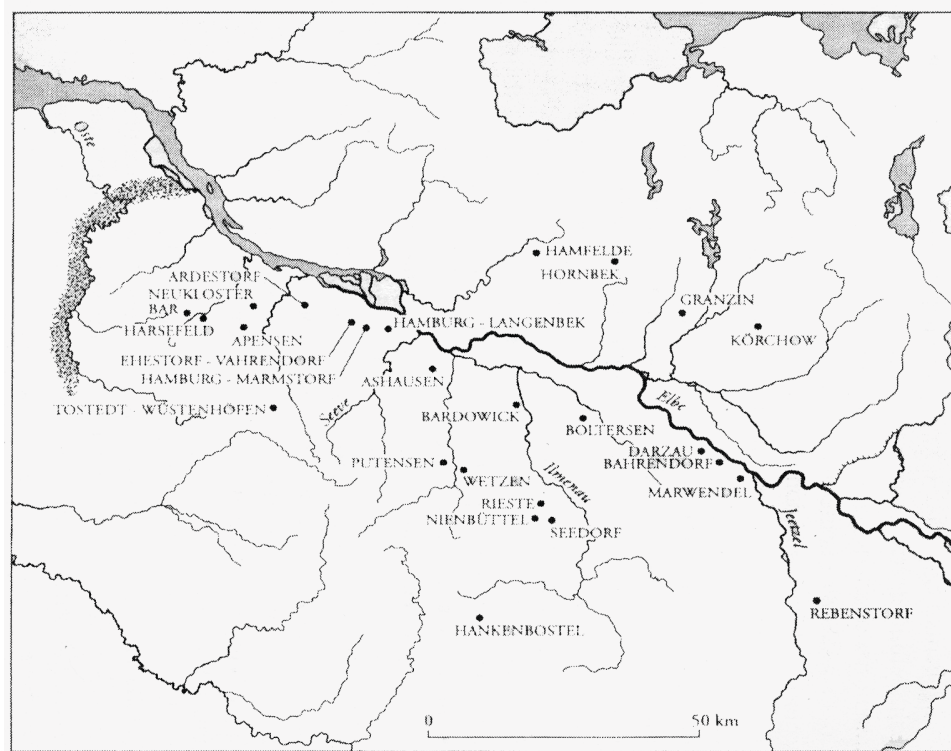 Oste
HAMFELDE
HORNBEK
ARDESTORF
NEUKLOSTER
BAR
HARSEFELD
APENSEN
GRANZIN
KÖRCHOW
HAMBURG - LANGENBEK
EHESTORF - VAHRENDORF
HAMBURG - MARMSTORF
ASHAUSEN
TOSTEDT - WÜSTENHÖFEN
Seeve
BARDOWICK
BOLTERSEN
Elbe
DARZAU
BAHRENDORF
PUTENSEN
WETZEN
Ilmenau
MARWENDEL
RIESTE
NIENBÜTTEL
SEEDORF
Jeetzel
REBENSTORF
HANKENBOSTEL
0 50 km